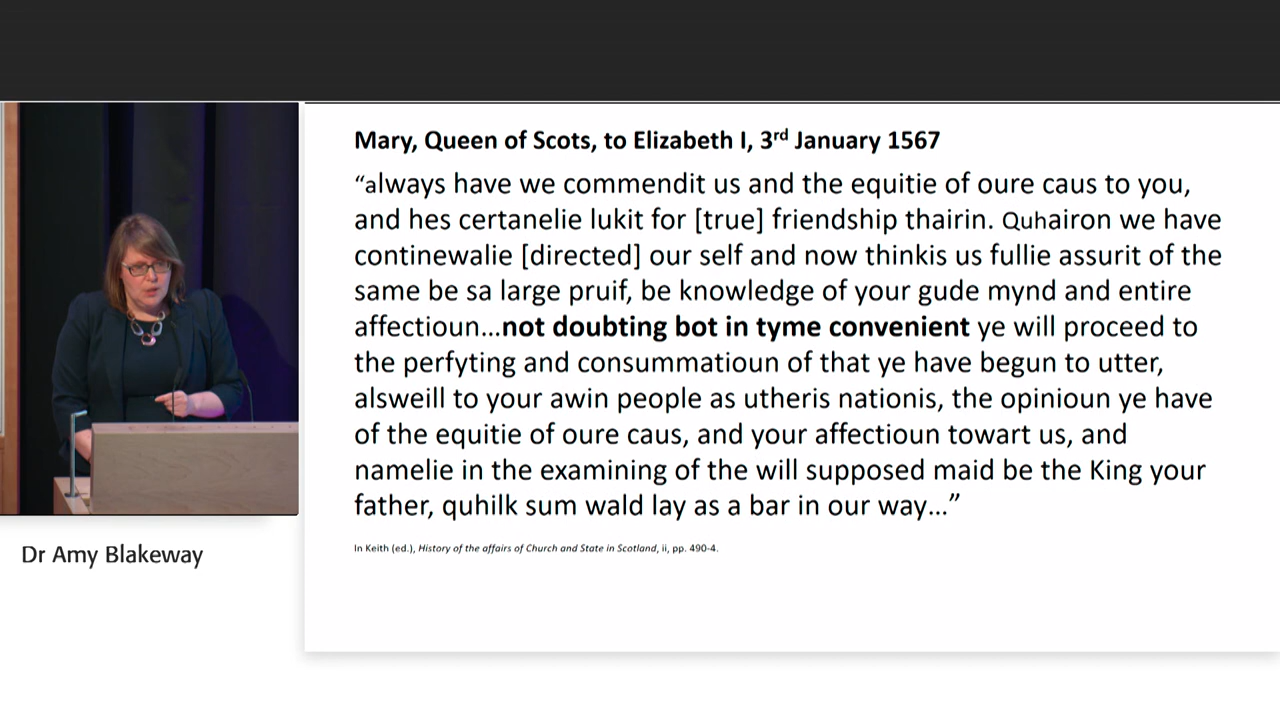 Mary, Queen of Scots, to Elizabeth I, 3rd January 1567
“always have we commendit us and the equitie of oure caus to you,
and hes certanelie lukit for [true] friendship thairin. Quhairon we have
continewalie [directed] our self and now thinkis us fullie assurit of the
same be sa large pruif, be knowledge of your gude mynd and entire
affectioun...not doubting bot in tyme convenient ye will proceed to
the perfyting and consummatioun of that ye have begun to utter,
alsweill to your awin people as utheris nationis, the opinioun ye have
of the equitie of oure caus, and your affectioun towart us, and
namelie in the examining of the will supposed maid be the King your
father, quhilk sum wald lay as a bar in our way...”
In Keith (ed.), History of the affairs of Church and State in Scotland, ii, pp. 490-4.
Dr Amy Blakeway